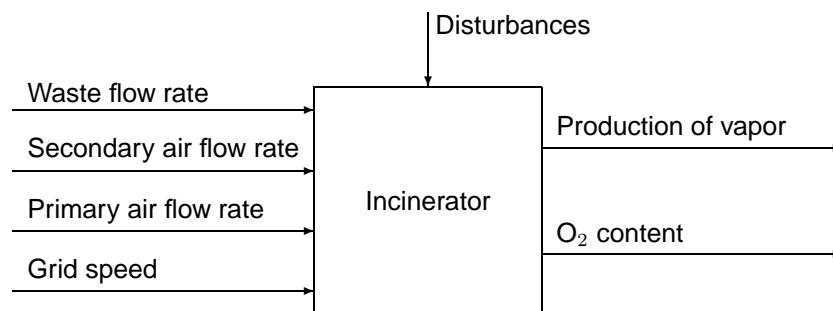 Disturbances
Waste flow rate
Secondary air flow rate
Primary air flow rate
Grid speed
Incinerator
Production of vapor
O₂ content